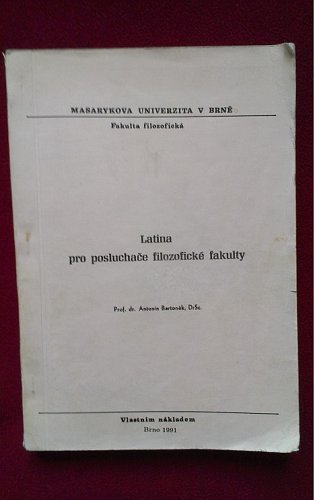 MASARYKOVA UNIVERZITA V BRNĚ
Fakulta filozofická
Latina
pro posluchače filozofické fakulty
Prof. dr. Antonín Bartoněk, DrSc.
Vlastním nákladem
Brno 1991